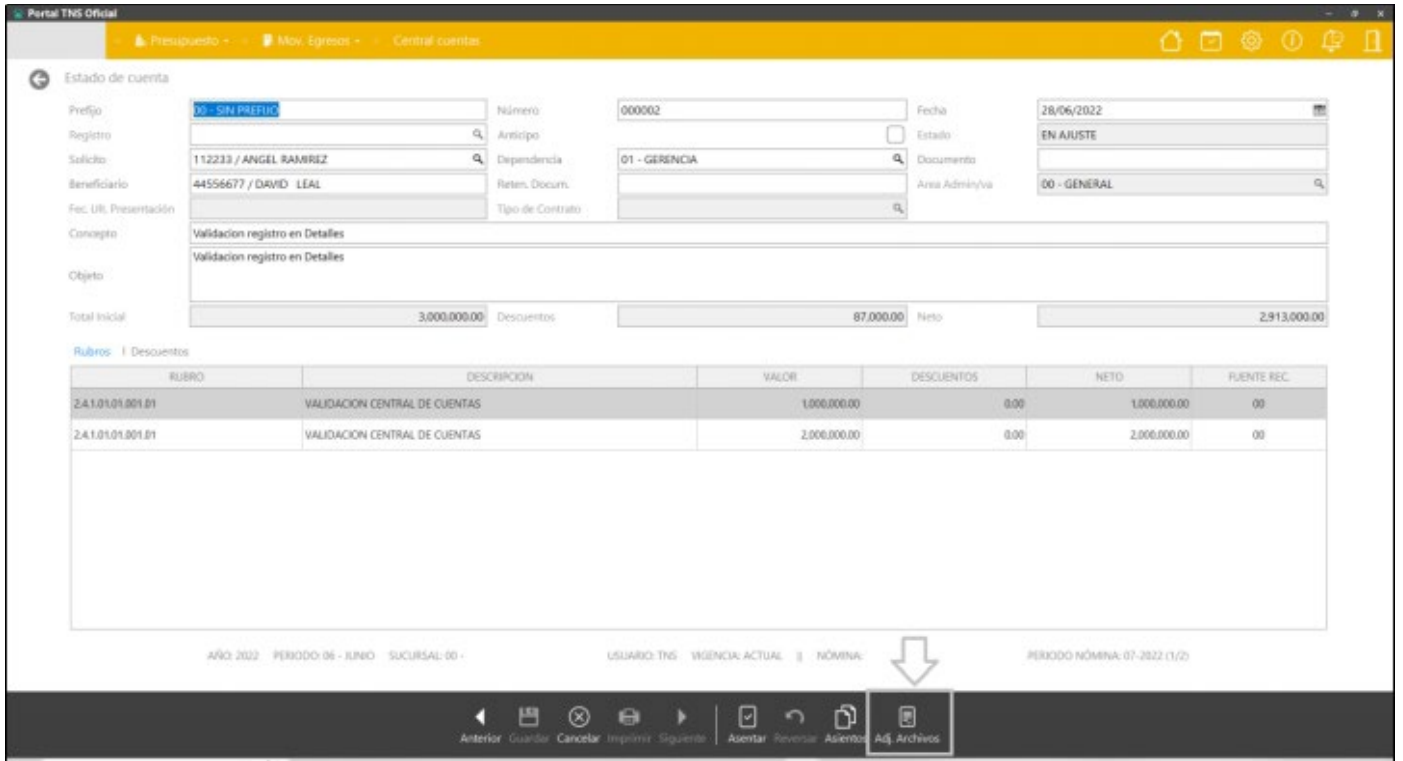 Portal TNS Oficial
Presupuesto Mov. Egresos Central cuentas
Estado de cuenta
Prefijo 00 - SIN PREFIJO Número 000002 Fecha 28/06/2022
Registro Anticipo Estado EN AJUSTE
Solicito 112233 / ANGEL RAMIREZ Dependencia 01 - GERENCIA Documento
Beneficiario 44556677 / DAVID LEAL Reten. Docum. Area Admin/va 00 - GENERAL
Fec. Ult. Presentación Tipo de Contrato
Concepto Validacion registro en Detalles
Objeto Validacion registro en Detalles
Total Inicial 3,000,000.00 Descuentos 87,000.00 Neto 2,913,000.00
Rubros | Descuentos
RUBRO DESCRIPCION VALOR DESCUENTOS NETO FUENTE REC.
2.4.1.01.01.001.01 VALIDACION CENTRAL DE CUENTAS 1,000,000.00 0.00 1,000,000.00 00
2.4.1.01.01.001.01 VALIDACION CENTRAL DE CUENTAS 2,000,000.00 0.00 2,000,000.00 00
AÑO: 2022 PERIODO: 06 - JUNIO SUCURSAL: 00 - USUARIO: TNS VIGENCIA: ACTUAL || NÓMINA: PERIODO NÓMINA: 07-2022 (1/2)
Anterior Guardar Cancelar Imprimir Siguiente Asentar Reversar Asientos Adj. Archivos